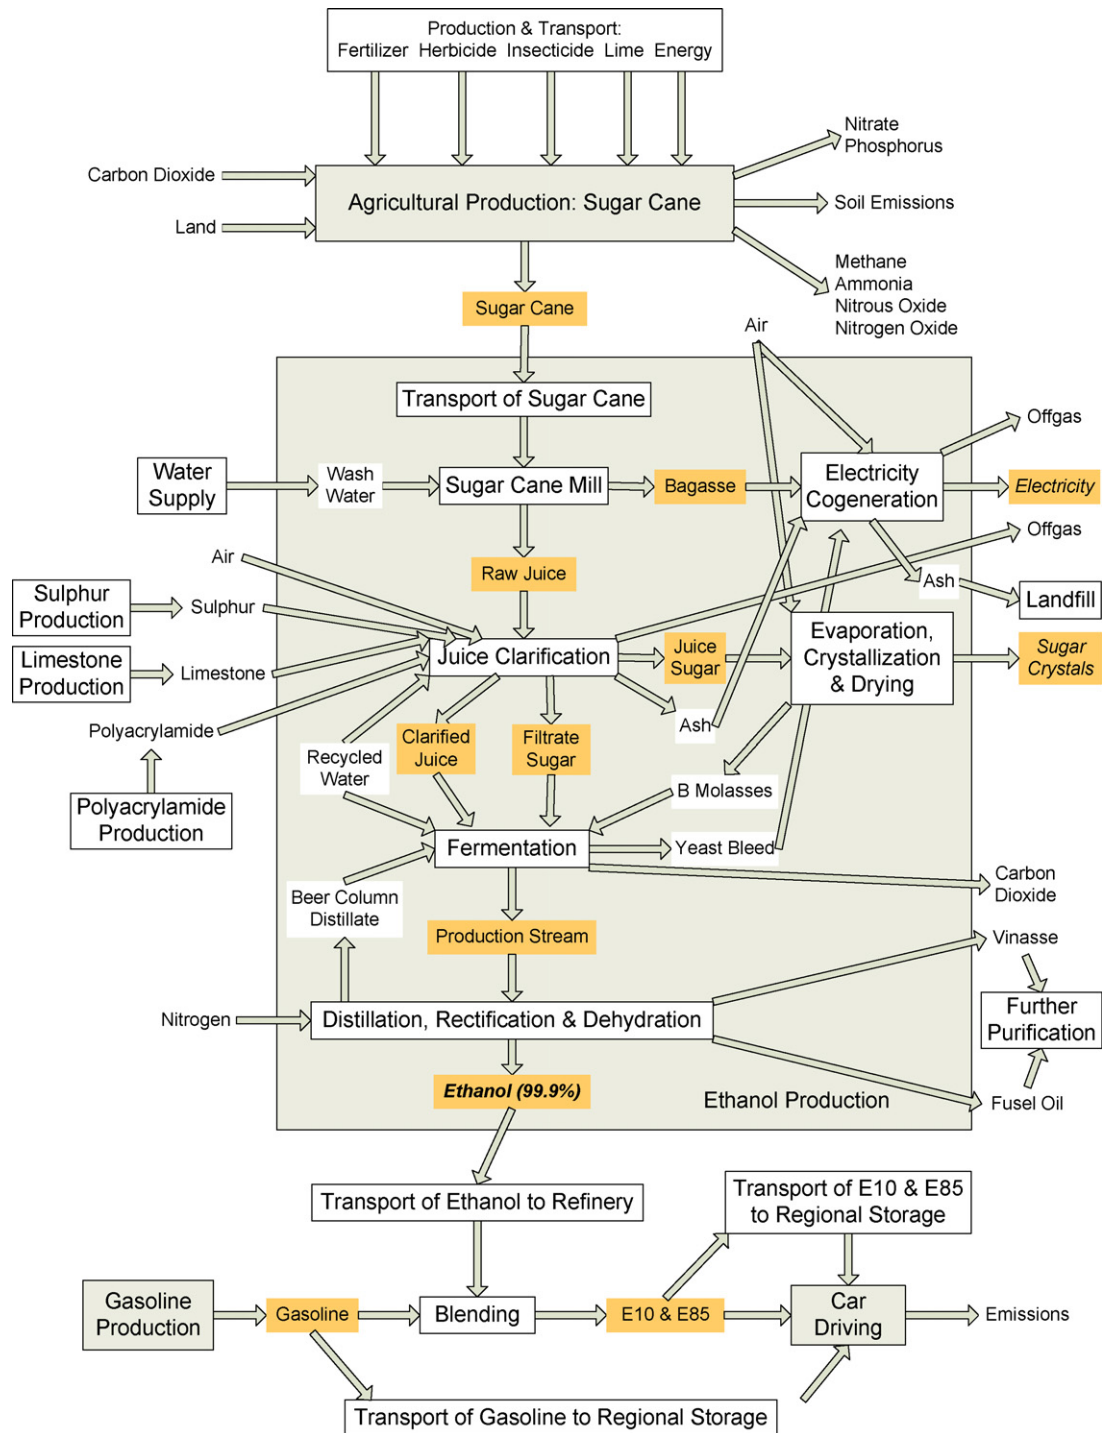 Production & Transport:
Fertilizer Herbicide Insecticide Lime Energy
Nitrate
Phosphorus
Carbon Dioxide
Agricultural Production: Sugar Cane
Soil Emissions
Land
Methane
Ammonia
Nitrous Oxide
Nitrogen Oxide
Sugar Cane
Air
Transport of Sugar Cane
Offgas
Water
Supply
Wash
Water
Sugar Cane Mill
Bagasse
Electricity
Cogeneration
Electricity
Offgas
Air
Raw Juice
Ash
Landfill
Sulphur
Production
Sulphur
Limestone
Production
Limestone
Juice Clarification
Juice
Sugar
Evaporation,
Crystallization
& Drying
Sugar
Crystals
Polyacrylamide
Recycled
Water
Clarified
Juice
Filtrate
Sugar
Ash
Polyacrylamide
Production
B Molasses
Fermentation
Yeast Bleed
Carbon
Dioxide
Beer Column
Distillate
Production Stream
Vinasse
Nitrogen
Distillation, Rectification & Dehydration
Further
Purification
Ethanol (99.9%)
Ethanol Production
Fusel Oil
Transport of Ethanol to Refinery
Transport of E10 & E85
to Regional Storage
Gasoline
Production
Gasoline
Blending
E10 & E85
Car
Driving
Emissions
Transport of Gasoline to Regional Storage